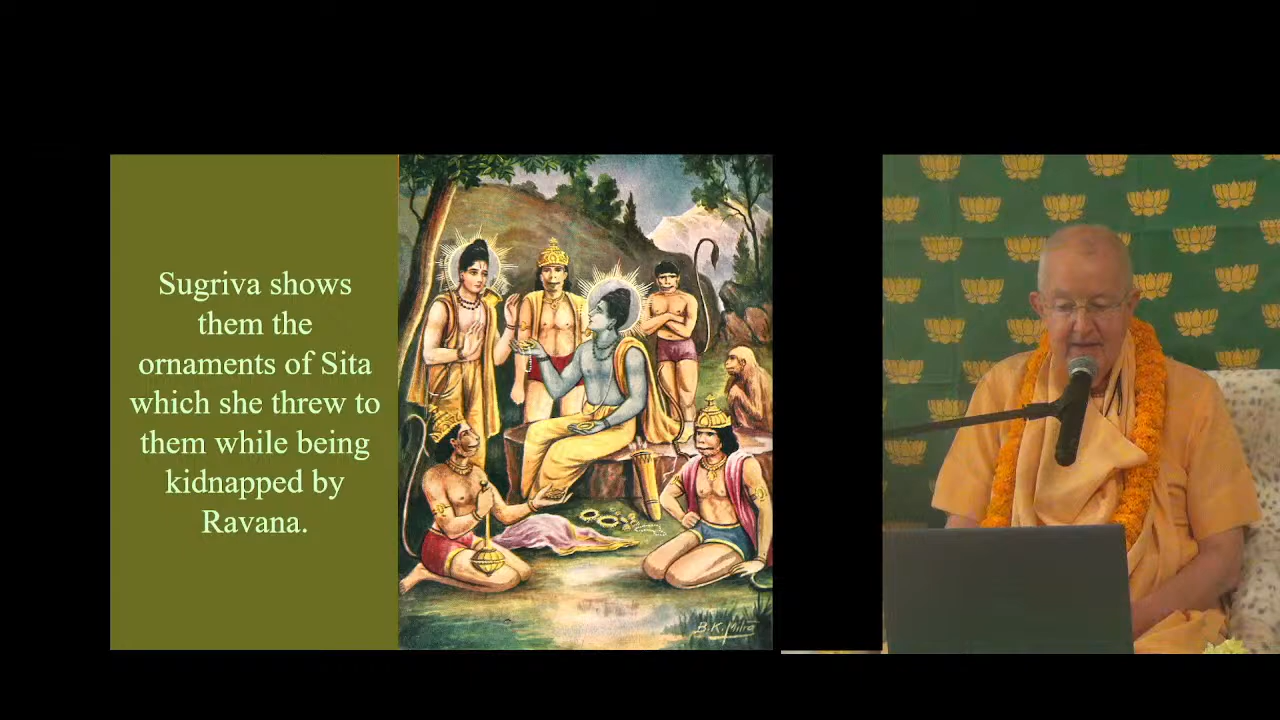 Sugriva shows
them the
ornaments of Sita
which she threw to
them while being
kidnapped by
Ravana.
B.K.Mitra